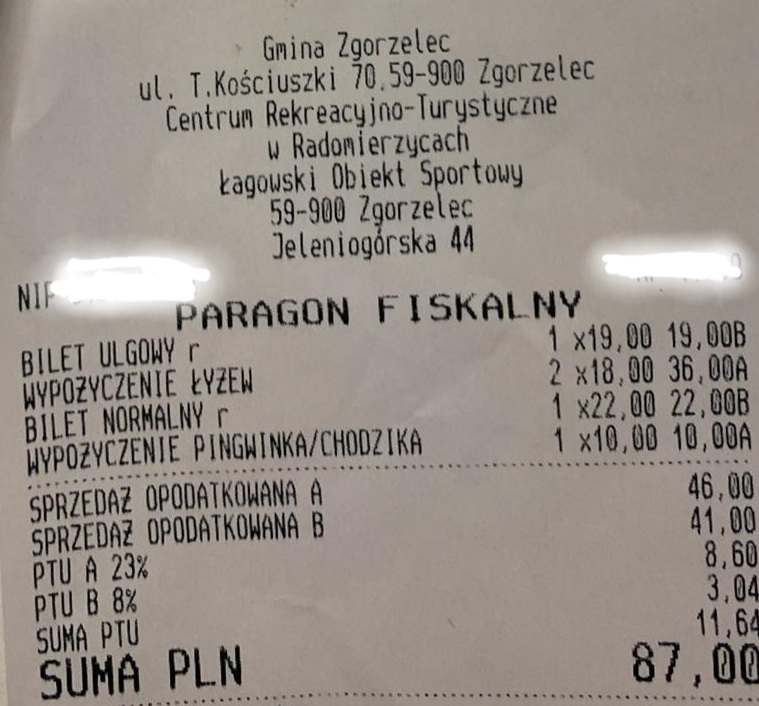 Gmina Zgorzelec
ul. T.Kościuszki 70,59-900 Zgorzelec
Centrum Rekreacyjno-Turystyczne
w Radomierzycach
Łagowski Obiekt Sportowy
59-900 Zgorzelec
Jeleniogórska 44
NIP
PARAGON FISKALNY
BILET ULGOWY r 1 x19,00 19,00B
WYPOŻYCZENIE ŁYŻEW 2 x18,00 36,00A
BILET NORMALNY r 1 x22,00 22,00B
WYPOŻYCZENIE PINGWINKA/CHODZIKA 1 x10,00 10,00A
SPRZEDAŻ OPODATKOWANA A 46,00
SPRZEDAŻ OPODATKOWANA B 41,00
PTU A 23% 8,60
PTU B 8% 3,04
SUMA PTU 11,64
SUMA PLN 87,00